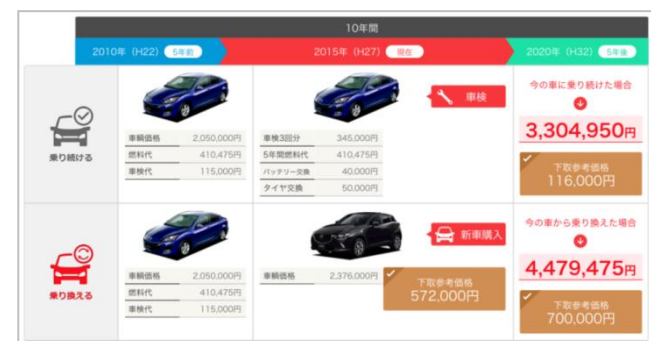 10年間
2010年（H22） 5年前
2015年（H27） 現在
2020年（H32） 5年後
乗り続ける
車輌価格 2,050,000円
燃料代 410,475円
車検代 115,000円
車検3回分 345,000円
5年間燃料代 410,475円
バッテリー交換 40,000円
タイヤ交換 50,000円
車検
今の車に乗り続けた場合
3,304,950円
下取参考価格
116,000円
乗り換える
車輌価格 2,050,000円
燃料代 410,475円
車検代 115,000円
車輌価格 2,376,000円
新車購入
下取参考価格
572,000円
今の車から乗り換えた場合
4,479,475円
下取参考価格
700,000円